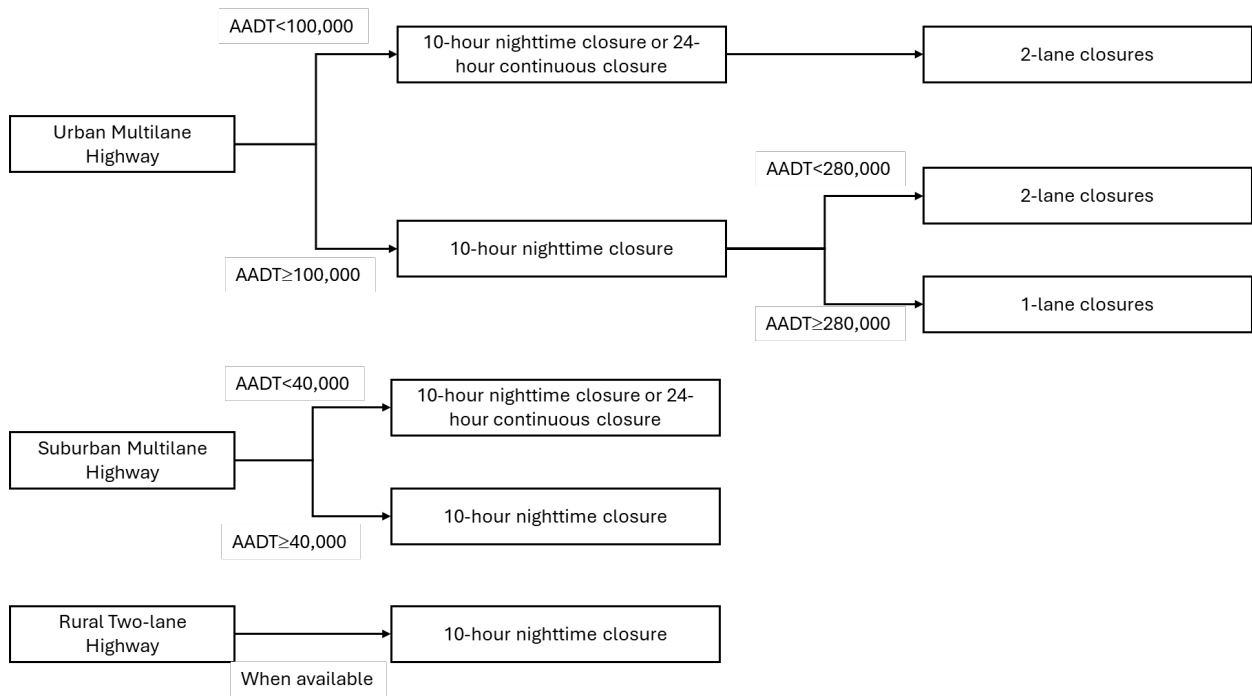 AADT<100,000
10-hour nighttime closure or 24-
hour continuous closure
2-lane closures
Urban Multilane
Highway
AADT<280,000
2-lane closures
10-hour nighttime closure
AADT≥100,000
1-lane closures
AADT≥280,000
AADT<40,000
10-hour nighttime closure or 24-
hour continuous closure
Suburban Multilane
Highway
10-hour nighttime closure
AADT≥40,000
Rural Two-lane
Highway
10-hour nighttime closure
When available